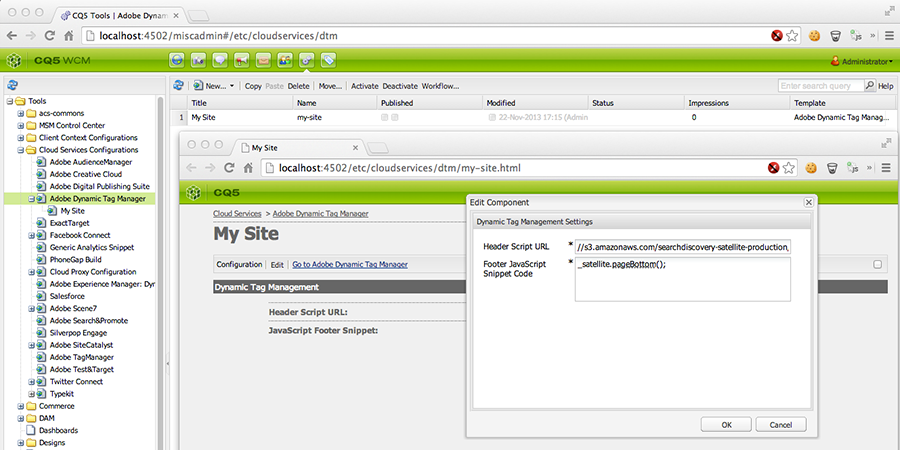 CQ5 Tools | Adobe Dynam
localhost:4502/miscadmin#/etc/cloudservices/dtm
CQ5 WCM
Administrator
New... Copy Paste Delete Move... Activate Deactivate Workflow...
Enter search query
Help
Title Name Published Modified Status Impressions Template
1 My Site my-site 22-Nov-2013 17:15 (Admin 0 Adobe Dynamic Tag Manag...
Tools
acs-commons
MSM Control Center
Client Context Configurations
Cloud Services Configurations
Adobe AudienceManager
Adobe Creative Cloud
Adobe Digital Publishing Suite
Adobe Dynamic Tag Manager
My Site
ExactTarget
Facebook Connect
Generic Analytics Snippet
PhoneGap Build
Cloud Proxy Configuration
Adobe Experience Manager: Dyr
Salesforce
Adobe Scene7
Adobe Search&Promote
Silverpop Engage
Adobe SiteCatalyst
Adobe TagManager
Adobe Test&Target
Twitter Connect
Typekit
Commerce
DAM
Dashboards
Designs
My Site
localhost:4502/etc/cloudservices/dtm/my-site.html
CQ5
Cloud Services > Adobe Dynamic Tag Manager
My Site
Configuration Edit Go to Adobe Dynamic Tag Manager
Dynamic Tag Management
Header Script URL:
JavaScript Footer Snippet:
Edit Component
Dynamic Tag Management Settings
Header Script URL * //s3.amazonaws.com/searchdiscovery-satellite-production_
Footer JavaScript * _satellite.pageBottom();
Snippet Code
OK Cancel